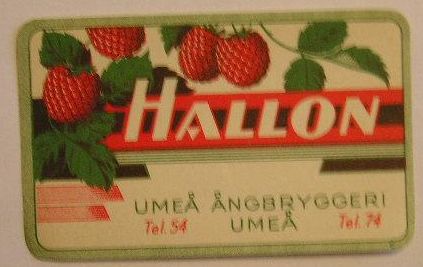 HALLON
UMEÅ ÅNGBRYGGERI
Tel. 54 UMEÅ Tel. 74